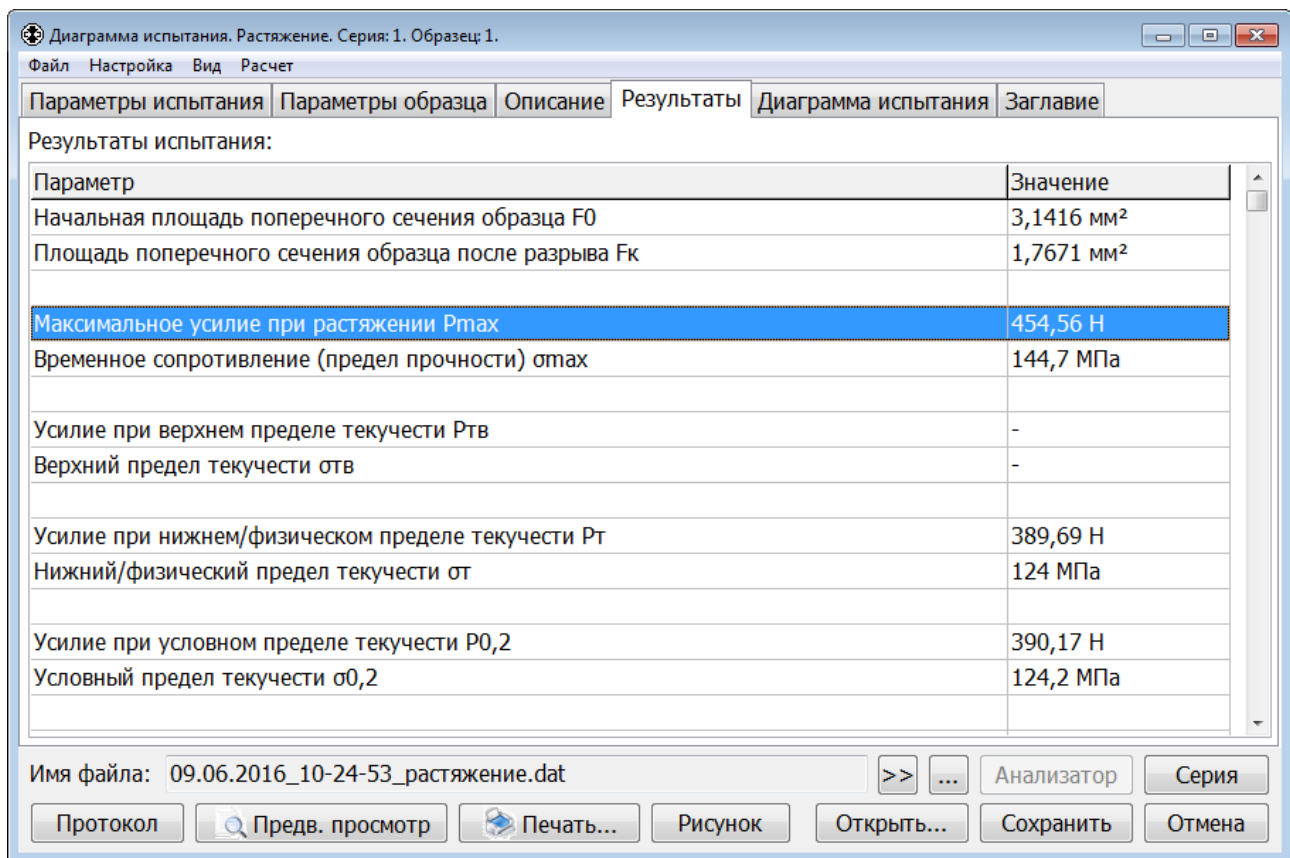 Диаграмма испытания. Растяжение. Серия: 1. Образец: 1.
Файл Настройка Вид Расчет
Параметры испытания Параметры образца Описание Результаты Диаграмма испытания Заглавие
Результаты испытания:
Параметр Значение
Начальная площадь поперечного сечения образца F0 3,1416 мм²
Площадь поперечного сечения образца после разрыва Fк 1,7671 мм²
Максимальное усилие при растяжении Pmax 454,56 Н
Временное сопротивление (предел прочности) σmax 144,7 МПа
Усилие при верхнем пределе текучести Pтв -
Верхний предел текучести σтв -
Усилие при нижнем/физическом пределе текучести Pт 389,69 Н
Нижний/физический предел текучести σт 124 МПа
Усилие при условном пределе текучести P0,2 390,17 Н
Условный предел текучести σ0,2 124,2 МПа
Имя файла: 09.06.2016_10-24-53_растяжение.dat >> ... Анализатор Серия
Протокол Предв. просмотр Печать... Рисунок Открыть... Сохранить Отмена